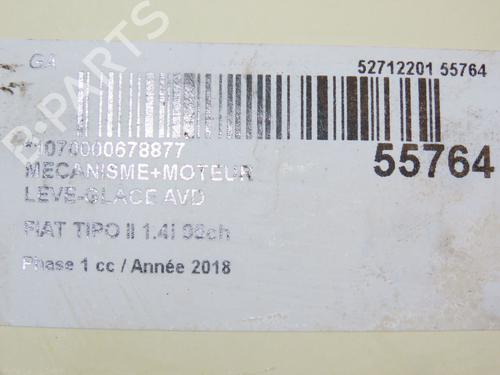 GA
52712201 55764
*1070000678877
MECANISME+MOTEUR
LEVE-GLACE AVD
55764
FIAT TIPO II 1.4i 95ch
Phase 1 cc / Année 2018
B-PARTS